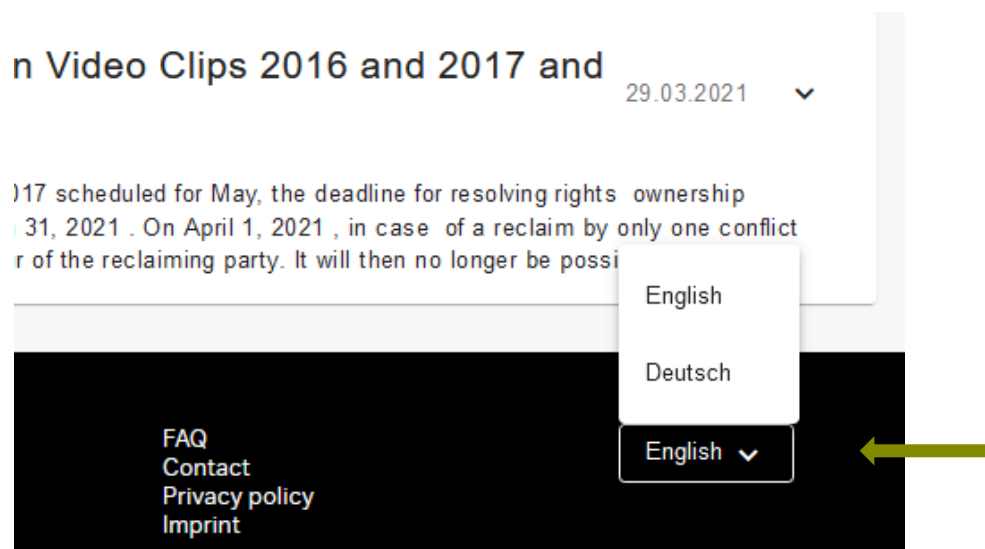 n Video Clips 2016 and 2017 and
29.03.2021
017 scheduled for May, the deadline for resolving rights ownership
31, 2021 . On April 1, 2021 , in case of a reclaim by only one conflict
r of the reclaiming party. It will then no longer be possi
English
Deutsch
English
FAQ
Contact
Privacy policy
Imprint